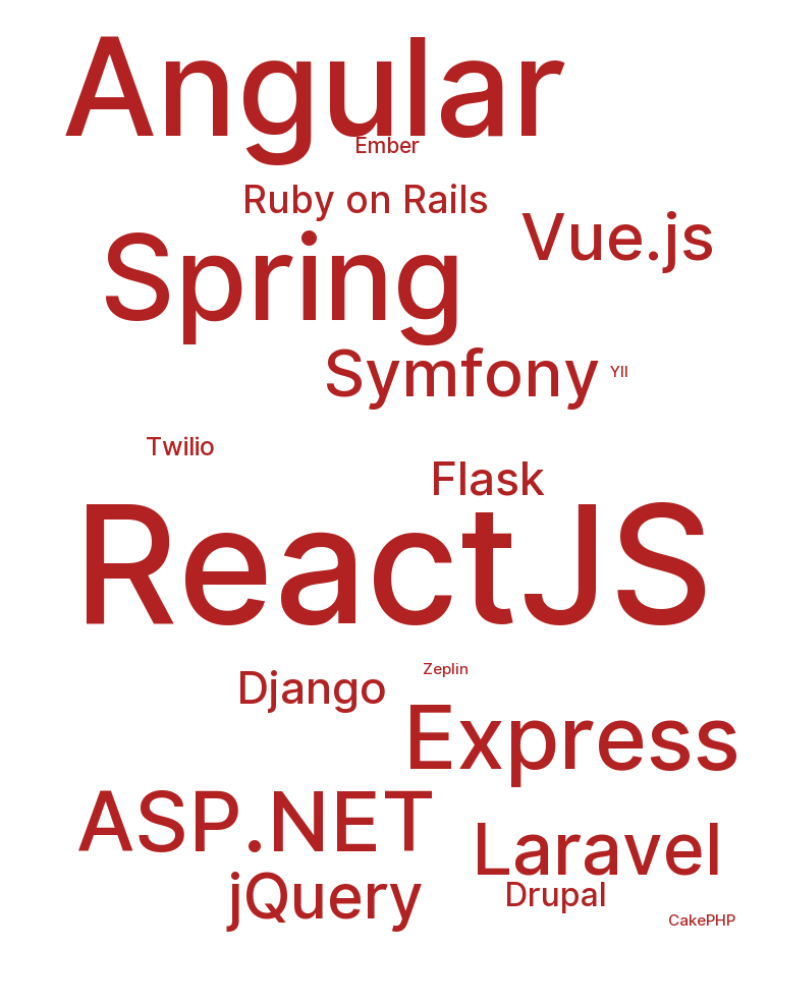 Angular
Ember
Ruby on Rails
Vue.js
Spring
Symfony
YII
Twilio
Flask
ReactJS
Zeplin
Django
Express
ASP.NET
Laravel
jQuery
Drupal
CakePHP